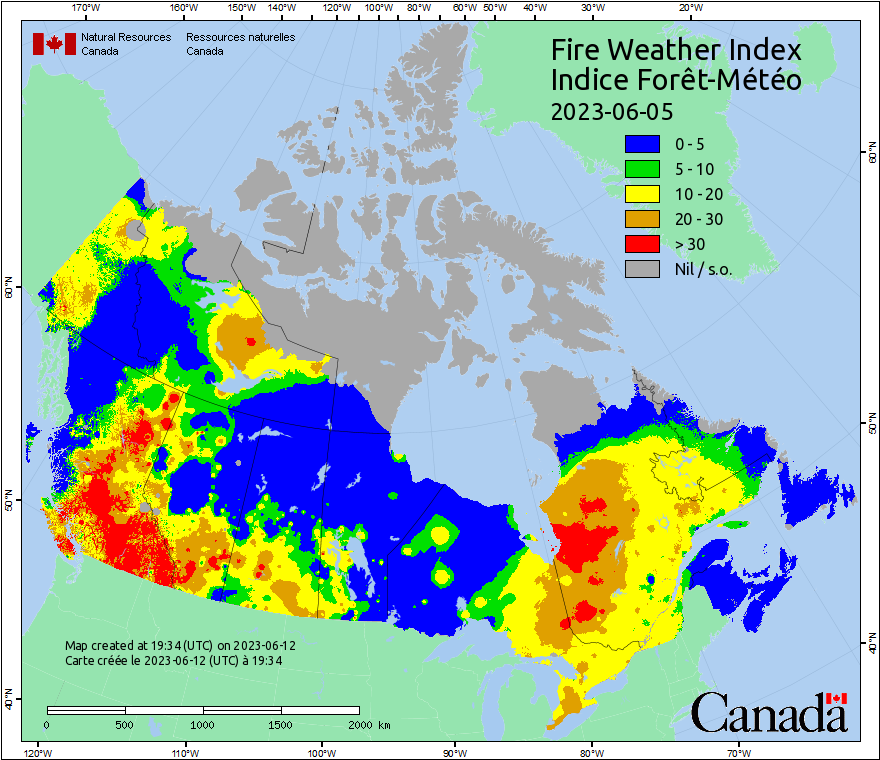 170°W 160°W 150°W 140°W 120°W 100°W 80°W 60°W 50°W 40°W 30°W 20°W
Natural Resources Ressources naturelles
Canada Canada
Fire Weather Index
Indice Forêt-Météo
2023-06-05
0 - 5
5 - 10
10 - 20
20 - 30
> 30
Nil / s.o.
60°N 60°N
50°N 50°N
40°N 40°N
Map created at 19:34 (UTC) on 2023-06-12
Carte créée le 2023-06-12 (UTC) à 19:34
0 500 1000 1500 2000 km
Canada
120°W 110°W 100°W 90°W 80°W 70°W